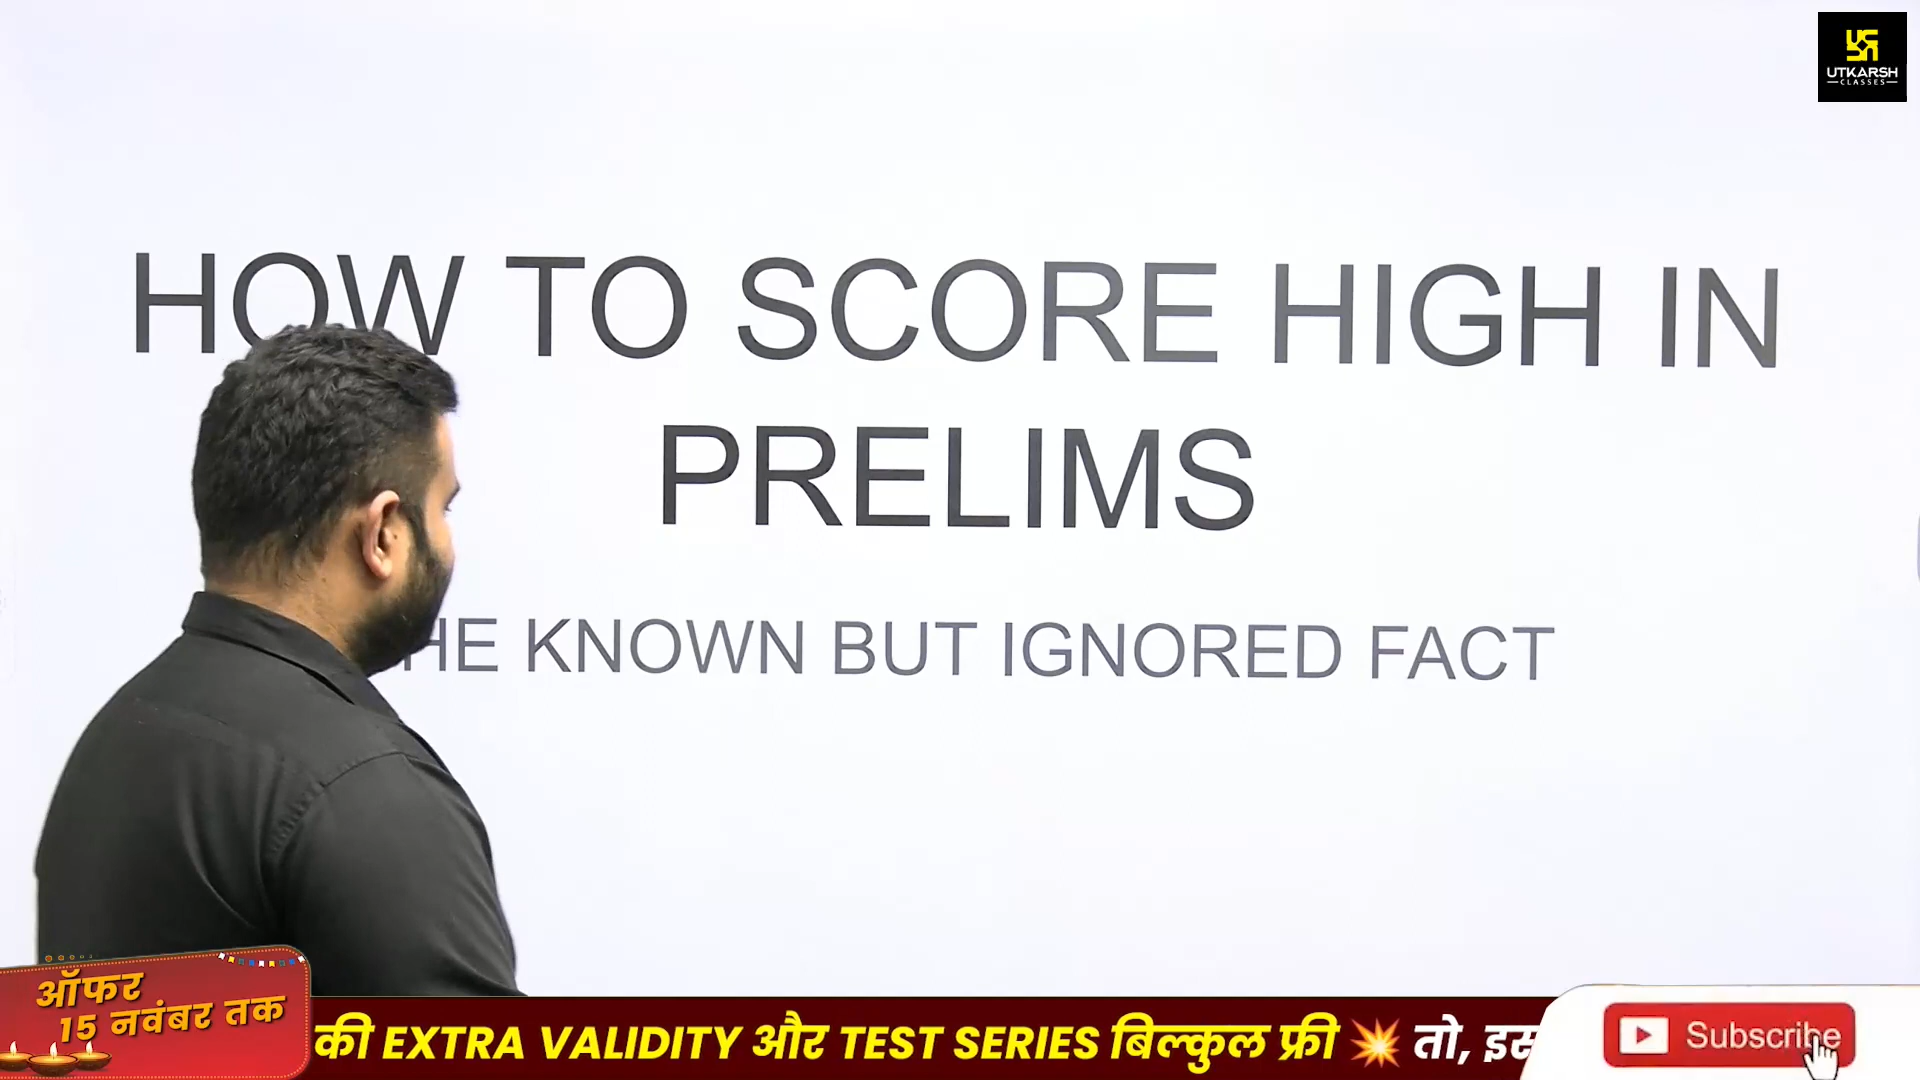 UTKARSH
CLASSES
HOW TO SCORE HIGH IN
PRELIMS
HE KNOWN BUT IGNORED FACT
ऑफर
15 नवंबर तक
की EXTRA VALIDITY और TEST SERIES बिल्कुल फ्री 💥 तो, इस
Subscribe